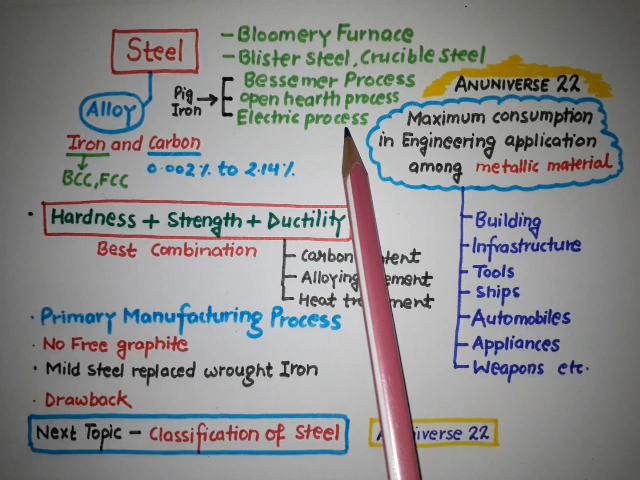 Steel
- Bloomery Furnace
- Blister Steel, Crucible Steel
Pig Iron → Bessemer Process
open hearth process
Electric process
Alloy
Iron and Carbon
BCC, FCC
0.002% to 2.14%
ANUNIVERSE 22
Maximum consumption
in Engineering application
among metallic material
Building
Infrastructure
Tools
Ships
Automobiles
Appliances
Weapons etc.
• Hardness + Strength + Ductility
Best Combination
Carbon
Alloying
Heat
• Primary Manufacturing Process
• No Free graphite
• Mild Steel replaced wrought Iron
• Drawback
Next Topic - Classification of Steel
22